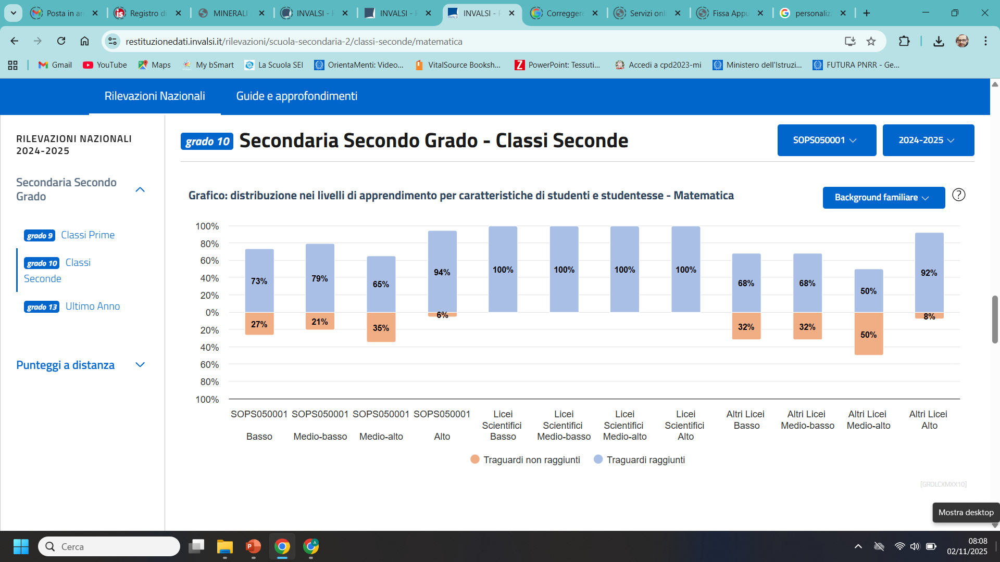 Posta in ar
Registro di
MINERALI
INVALSI - P
INVALSI - P
INVALSI - P
Correggere
Servizi onli
Fissa Appu
personaliz
restituzionedati.invalsi.it/rilevazioni/scuola-secondaria-2/classi-seconde/matematica
Gmail
YouTube
Maps
My bSmart
La Scuola SEI
OrientaMenti: Video...
VitalSource Booksh...
PowerPoint: Tessuti...
Accedi a cpd2023-mi
Ministero dell'Istruzi...
FUTURA PNRR - Ge...
Rilevazioni Nazionali
Guide e approfondimenti
RILEVAZIONI NAZIONALI
2024-2025
Secondaria Secondo
Grado
grado 9 Classi Prime
grado 10 Classi
Seconde
grado 13 Ultimo Anno
Punteggi a distanza
grado 10 Secondaria Secondo Grado - Classi Seconde
SOPS050001
2024-2025
Grafico: distribuzione nei livelli di apprendimento per caratteristiche di studenti e studentesse - Matematica
Background familiare
?
100%
80%
60%
40%
20%
0%
20%
40%
60%
80%
100%
73%
79%
65%
94%
100%
100%
100%
100%
68%
68%
50%
92%
27%
21%
35%
6%
32%
32%
50%
8%
SOPS050001
Basso
SOPS050001
Medio-basso
SOPS050001
Medio-alto
SOPS050001
Alto
Licei
Scientifici
Basso
Licei
Scientifici
Medio-basso
Licei
Scientifici
Medio-alto
Licei
Scientifici
Alto
Altri Licei
Basso
Altri Licei
Medio-basso
Altri Licei
Medio-alto
Altri Licei
Alto
Traguardi non raggiunti
Traguardi raggiunti
[GRDLCXMXX10]
Mostra desktop
Cerca
08:08
02/11/2025